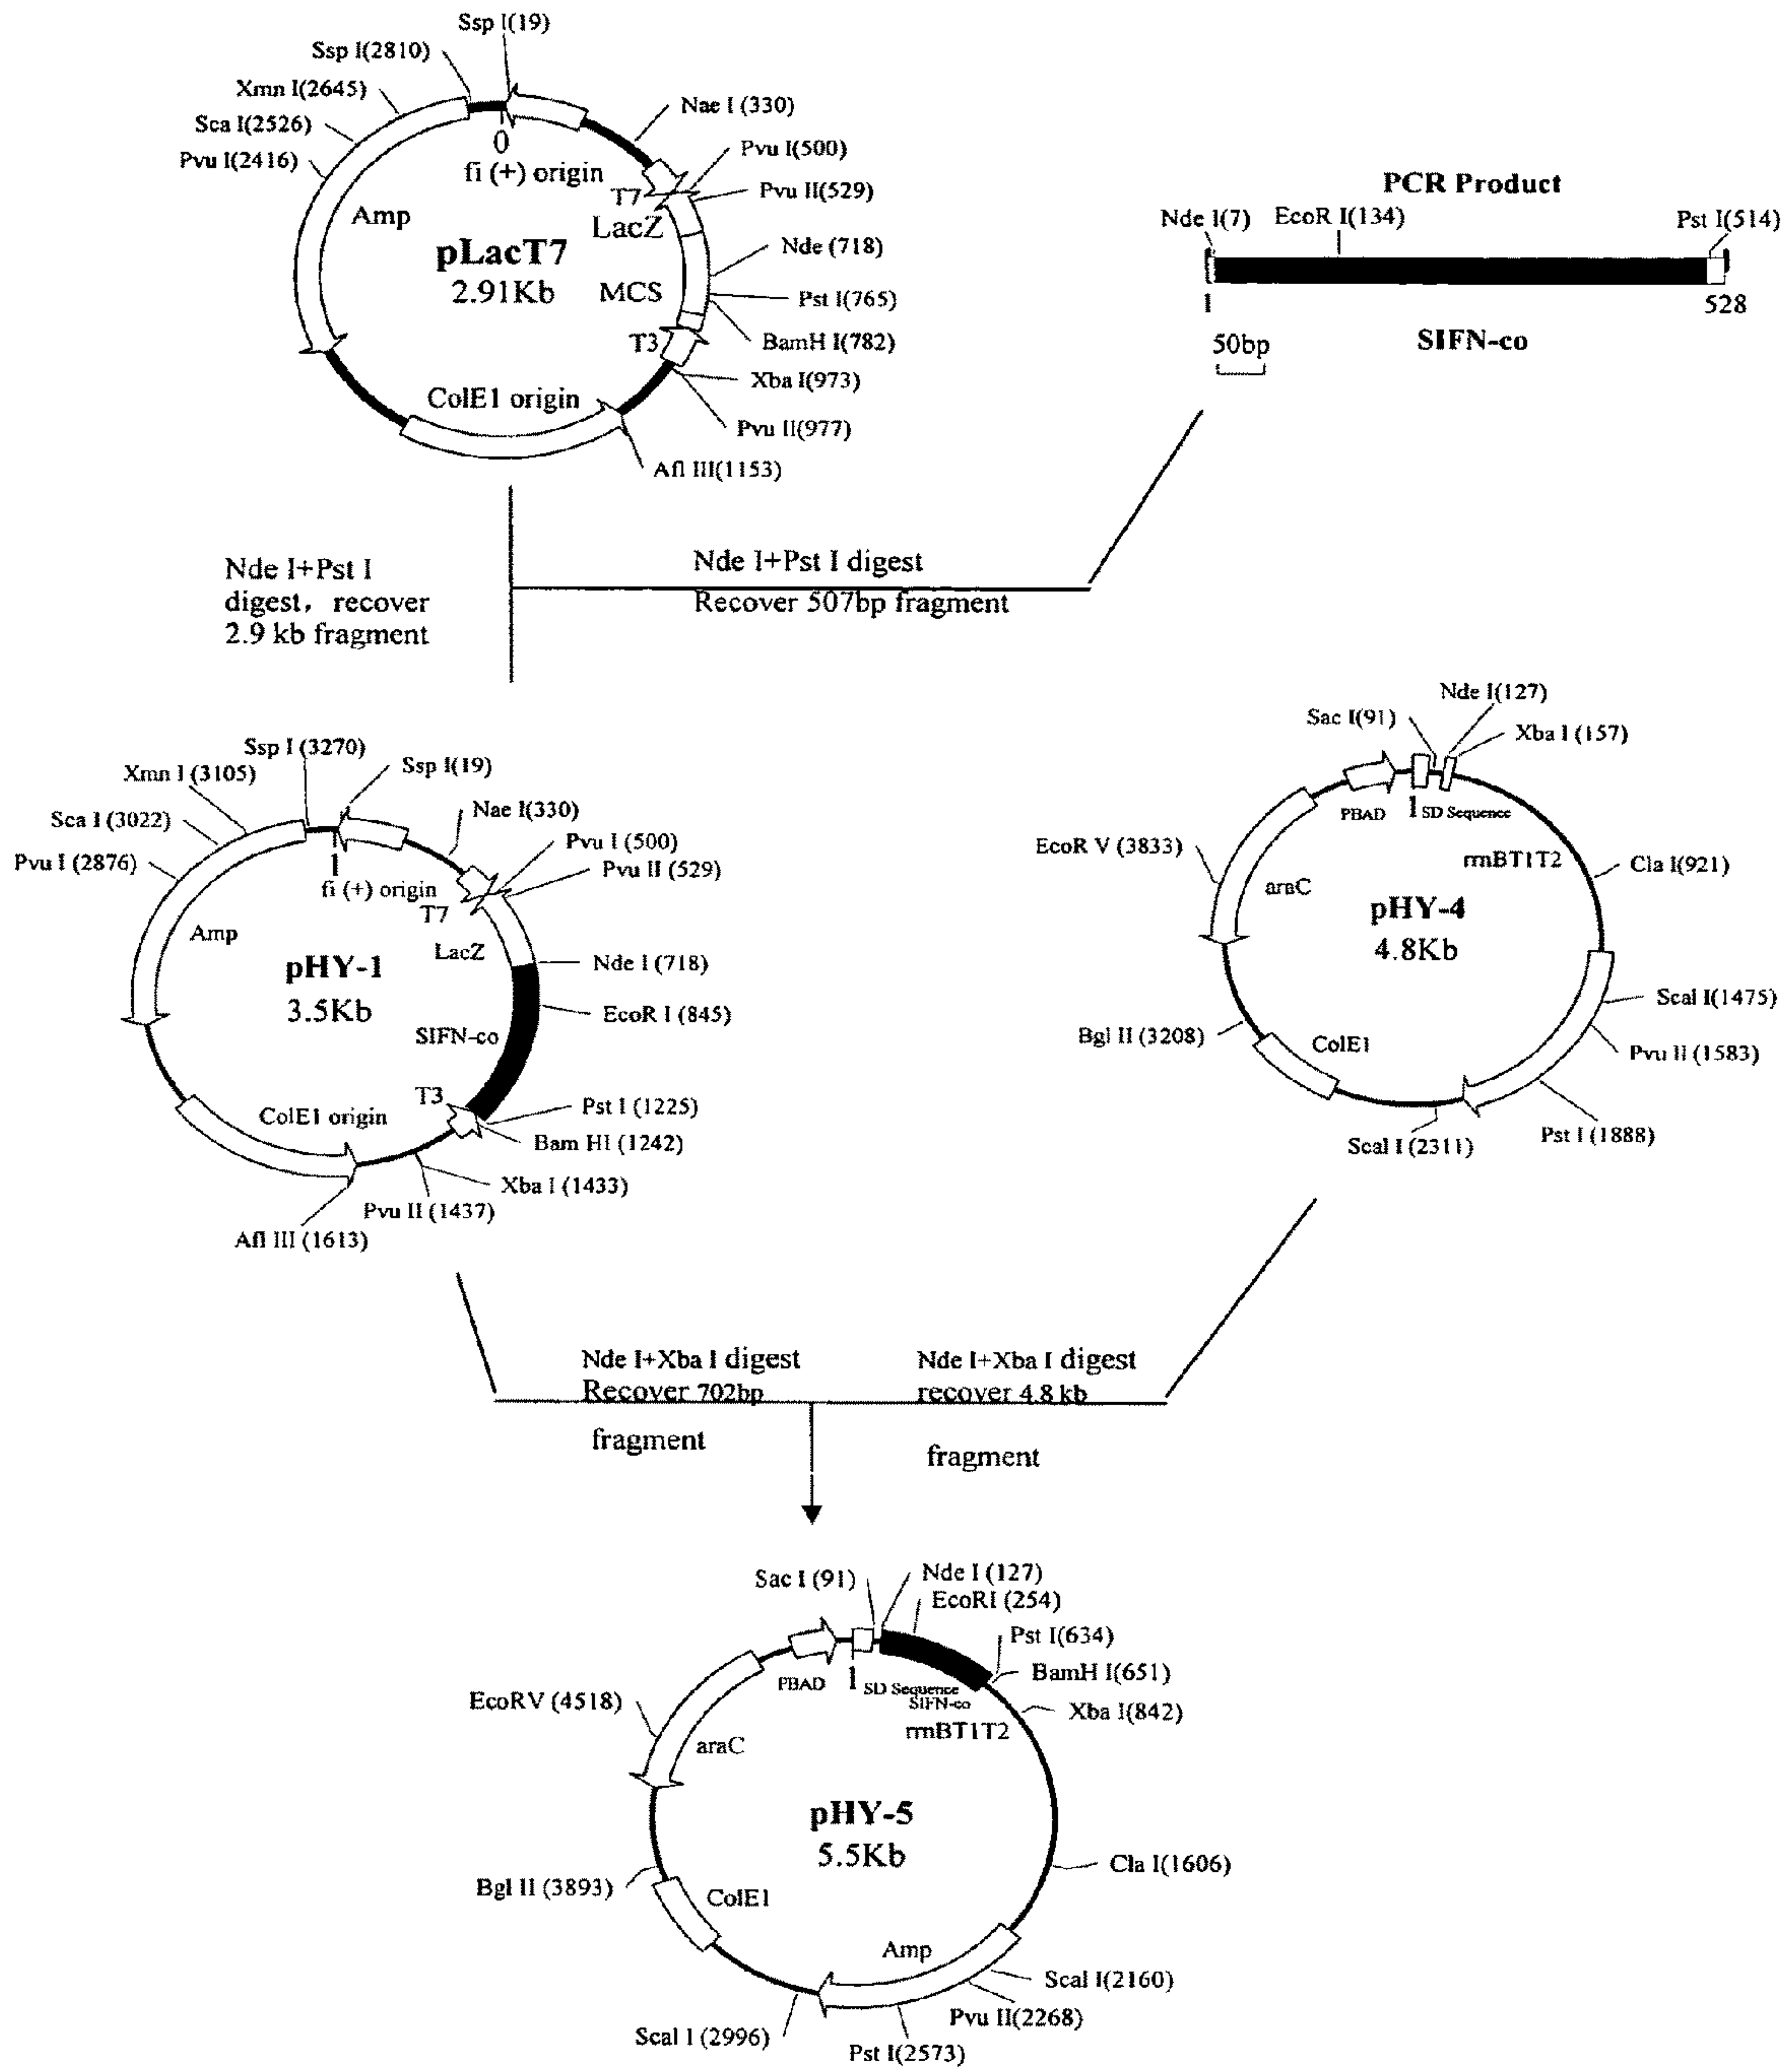 Ssp I(19)
Ssp I(2810)
Xmn I(2645)
Sca I(2526)
Pvu I(2416)
Nae I (330)
Pvu I(500)
Pvu II(529)
Nde (718)
Pst I(765)
BamH I(782)
Xba I(973)
Pvu II(977)
Afl III(1153)
0
fi (+) origin
T7
LacZ
Amp
pLacT7
2.91Kb
MCS
T3
ColE1 origin
PCR Product
Nde I(7)
EcoR I(134)
Pst I(514)
1
528
50bp
SIFN-co
Nde I+Pst I
digest, recover
2.9 kb fragment
Nde I+Pst I digest
Recover 507bp fragment
Ssp I (3270)
Xmn I (3105)
Sca I (3022)
Pvu I (2876)
Ssp I(19)
Nae I(330)
Pvu I (500)
Pvu II (529)
Nde I (718)
EcoR I (845)
Pst I (1225)
Bam HI (1242)
Xba I (1433)
Pvu II (1437)
Afl III (1613)
1
fi (+) origin
T7
LacZ
Amp
pHY-1
3.5Kb
SIFN-co
T3
ColE1 origin
Nde I(127)
Sac I(91)
Xba I (157)
PBAD
1
SD Sequence
rrnBT1T2
EcoR V (3833)
araC
Cla I(921)
pHY-4
4.8Kb
Scal I(1475)
Bgl II (3208)
ColE1
Pvu II (1583)
Pst I (1888)
Scal I (2311)
Nde I+Xba I digest
Recover 702bp
fragment
Nde I+Xba I digest
recover 4.8 kb
fragment
Sac I (91)
Nde I (127)
EcoRI (254)
Pst I(634)
BamH I(651)
Xba I(842)
PBAD
1
SD Sequence
SIFN-co
rrnBT1T2
EcoRV (4518)
araC
pHY-5
5.5Kb
Cla I(1606)
Bgl II (3893)
ColE1
Amp
Scal I(2160)
Pvu II(2268)
Scal I (2996)
Pst I(2573)